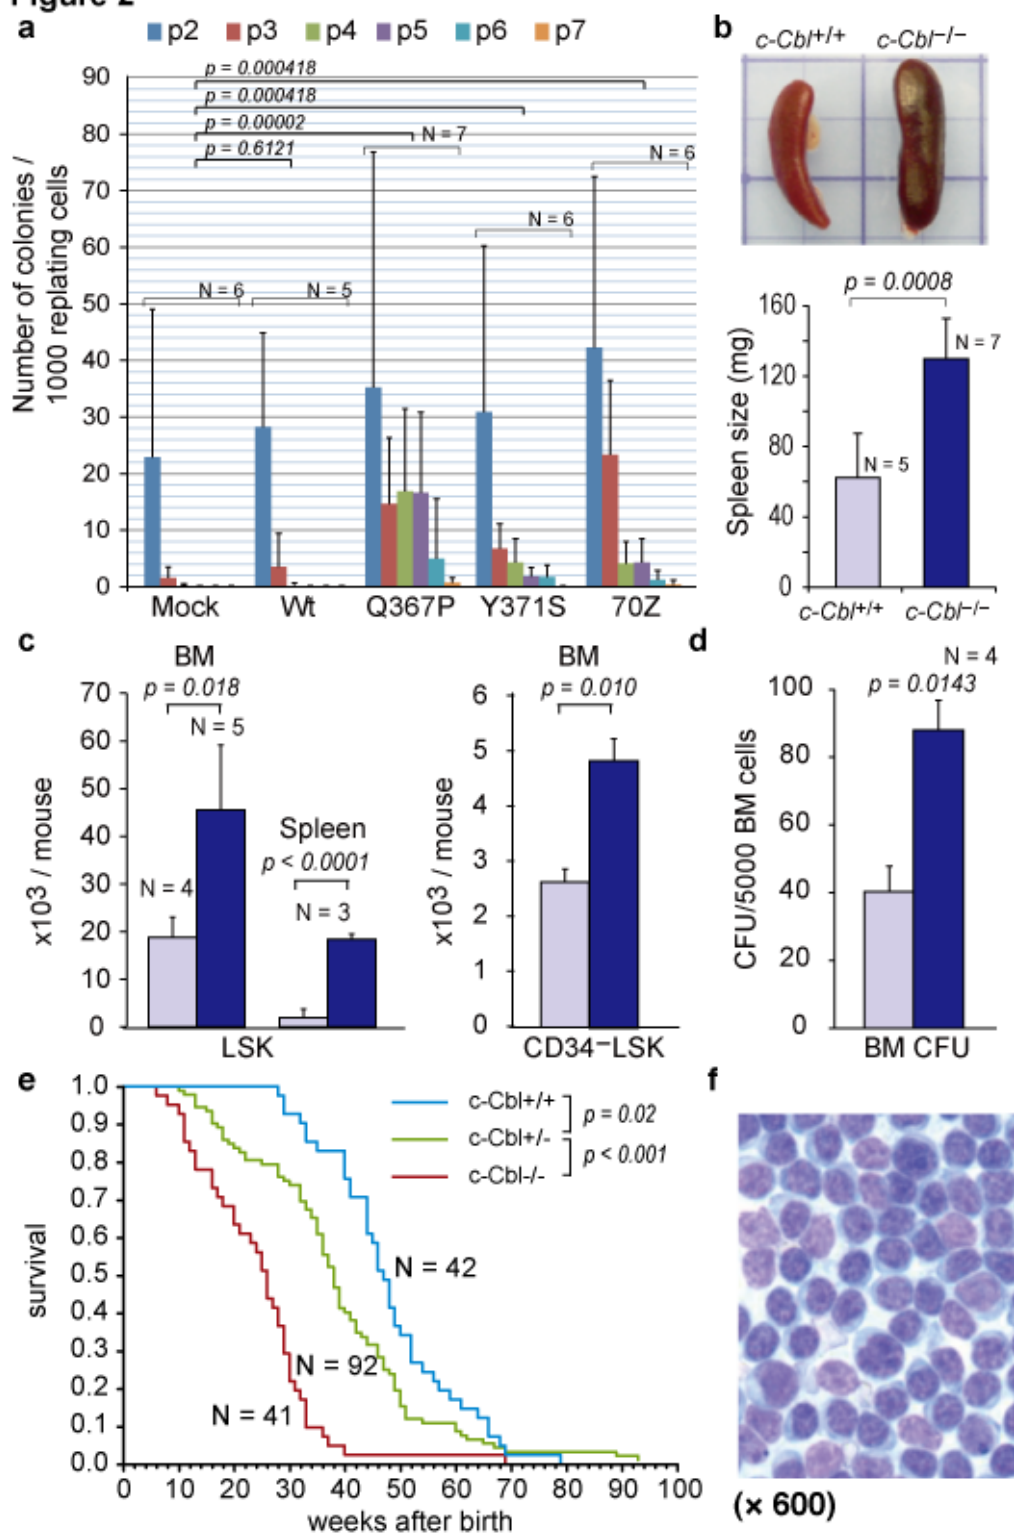 Figure 2
a
p2 p3 p4 p5 p6 p7
Number of colonies /
1000 replating cells
90
80
70
60
50
40
30
20
10
0
p = 0.000418
p = 0.000418
p = 0.00002
p = 0.6121
N = 6
N = 5
N = 7
N = 6
N = 6
Mock Wt Q367P Y371S 70Z
b
c-Cbl+/+ c-Cbl−/−
Spleen size (mg)
160
120
80
40
0
p = 0.0008
N = 5
N = 7
c-Cbl+/+ c-Cbl−/−
c
BM
p = 0.018
x10³ / mouse
70
60
50
40
30
20
10
0
N = 5
N = 4
Spleen
p < 0.0001
N = 3
LSK
BM
p = 0.010
x10³ / mouse
6
5
4
3
2
1
0
CD34−LSK
d
N = 4
p = 0.0143
CFU/5000 BM cells
100
80
60
40
20
0
BM CFU
e
survival
1.0
0.9
0.8
0.7
0.6
0.5
0.4
0.3
0.2
0.1
0.0
c-Cbl+/+
c-Cbl+/-
c-Cbl-/-
p = 0.02
p < 0.001
N = 42
N = 92
N = 41
0 10 20 30 40 50 60 70 80 90 100
weeks after birth
f
(× 600)